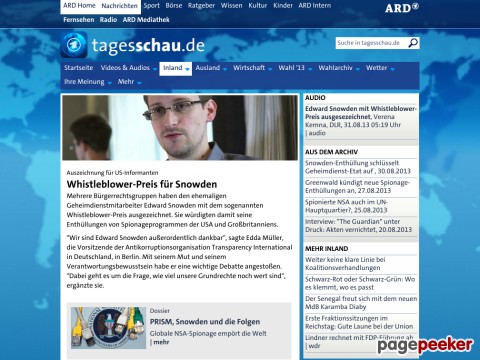 ARD Home Nachrichten Sport Börse Ratgeber Wissen Kultur Kinder ARD Intern
Fernsehen Radio ARD Mediathek
ARD
tagesschau.de
Suche in tagesschau.de
Startseite Videos & Audios Inland Ausland Wirtschaft Wahl '13 Wahlarchiv Wetter
Ihre Meinung Mehr
Auszeichnung für US-Informanten
Whistleblower-Preis für Snowden
Mehrere Bürgerrechtsgruppen haben den ehemaligen
Geheimdienstmitarbeiter Edward Snowden mit dem sogenannten
Whistleblower-Preis ausgezeichnet. Sie würdigten damit seine
Enthüllungen von Spionageprogrammen der USA und Großbritanniens.
"Wir sind Edward Snowden außerordentlich dankbar", sagte Edda Müller,
die Vorsitzende der Antikorruptionsorganisation Transparency International
in Deutschland, in Berlin. Mit seinem Mut und seinem
Verantwortungsbewusstsein habe er eine wichtige Debatte angestoßen.
"Dabei geht es um die Frage, wie viel unsere Grundrechte noch wert sind",
ergänzte sie.
Dossier
PRISM, Snowden und die Folgen
Globale NSA-Spionage empört die Welt
| mehr
AUDIO
Edward Snowden mit Whistleblower-
Preis ausgesezeichnet, Verena
Kemna, DLR, 31.08.13 05:19 Uhr
| audio
AUS DEM ARCHIV
Snowden-Enthüllung schlüsselt
Geheimdienst-Etat auf , 30.08.2013
Greenwald kündigt neue Spionage-
Enthüllungen an, 27.08.2013
Spionierte NSA auch im UN-
Hauptquartier?, 25.08.2013
Interview: "The Guardian" unter
Druck: Akten vernichtet, 20.08.2013
MEHR INLAND
Weiter keine klare Linie bei
Koalitionsverhandlungen
Schwarz-Rot oder Schwarz-Grün: Wo
es klemmt, wo es passt
Der Senegal freut sich mit dem neuen
MdB Karamba Diaby
Erste Fraktionssitzungen im
Reichstag: Gute Laune bei der Union
Lindner rechnet mit FDP-Führung ab
| wdr
pagepeeker